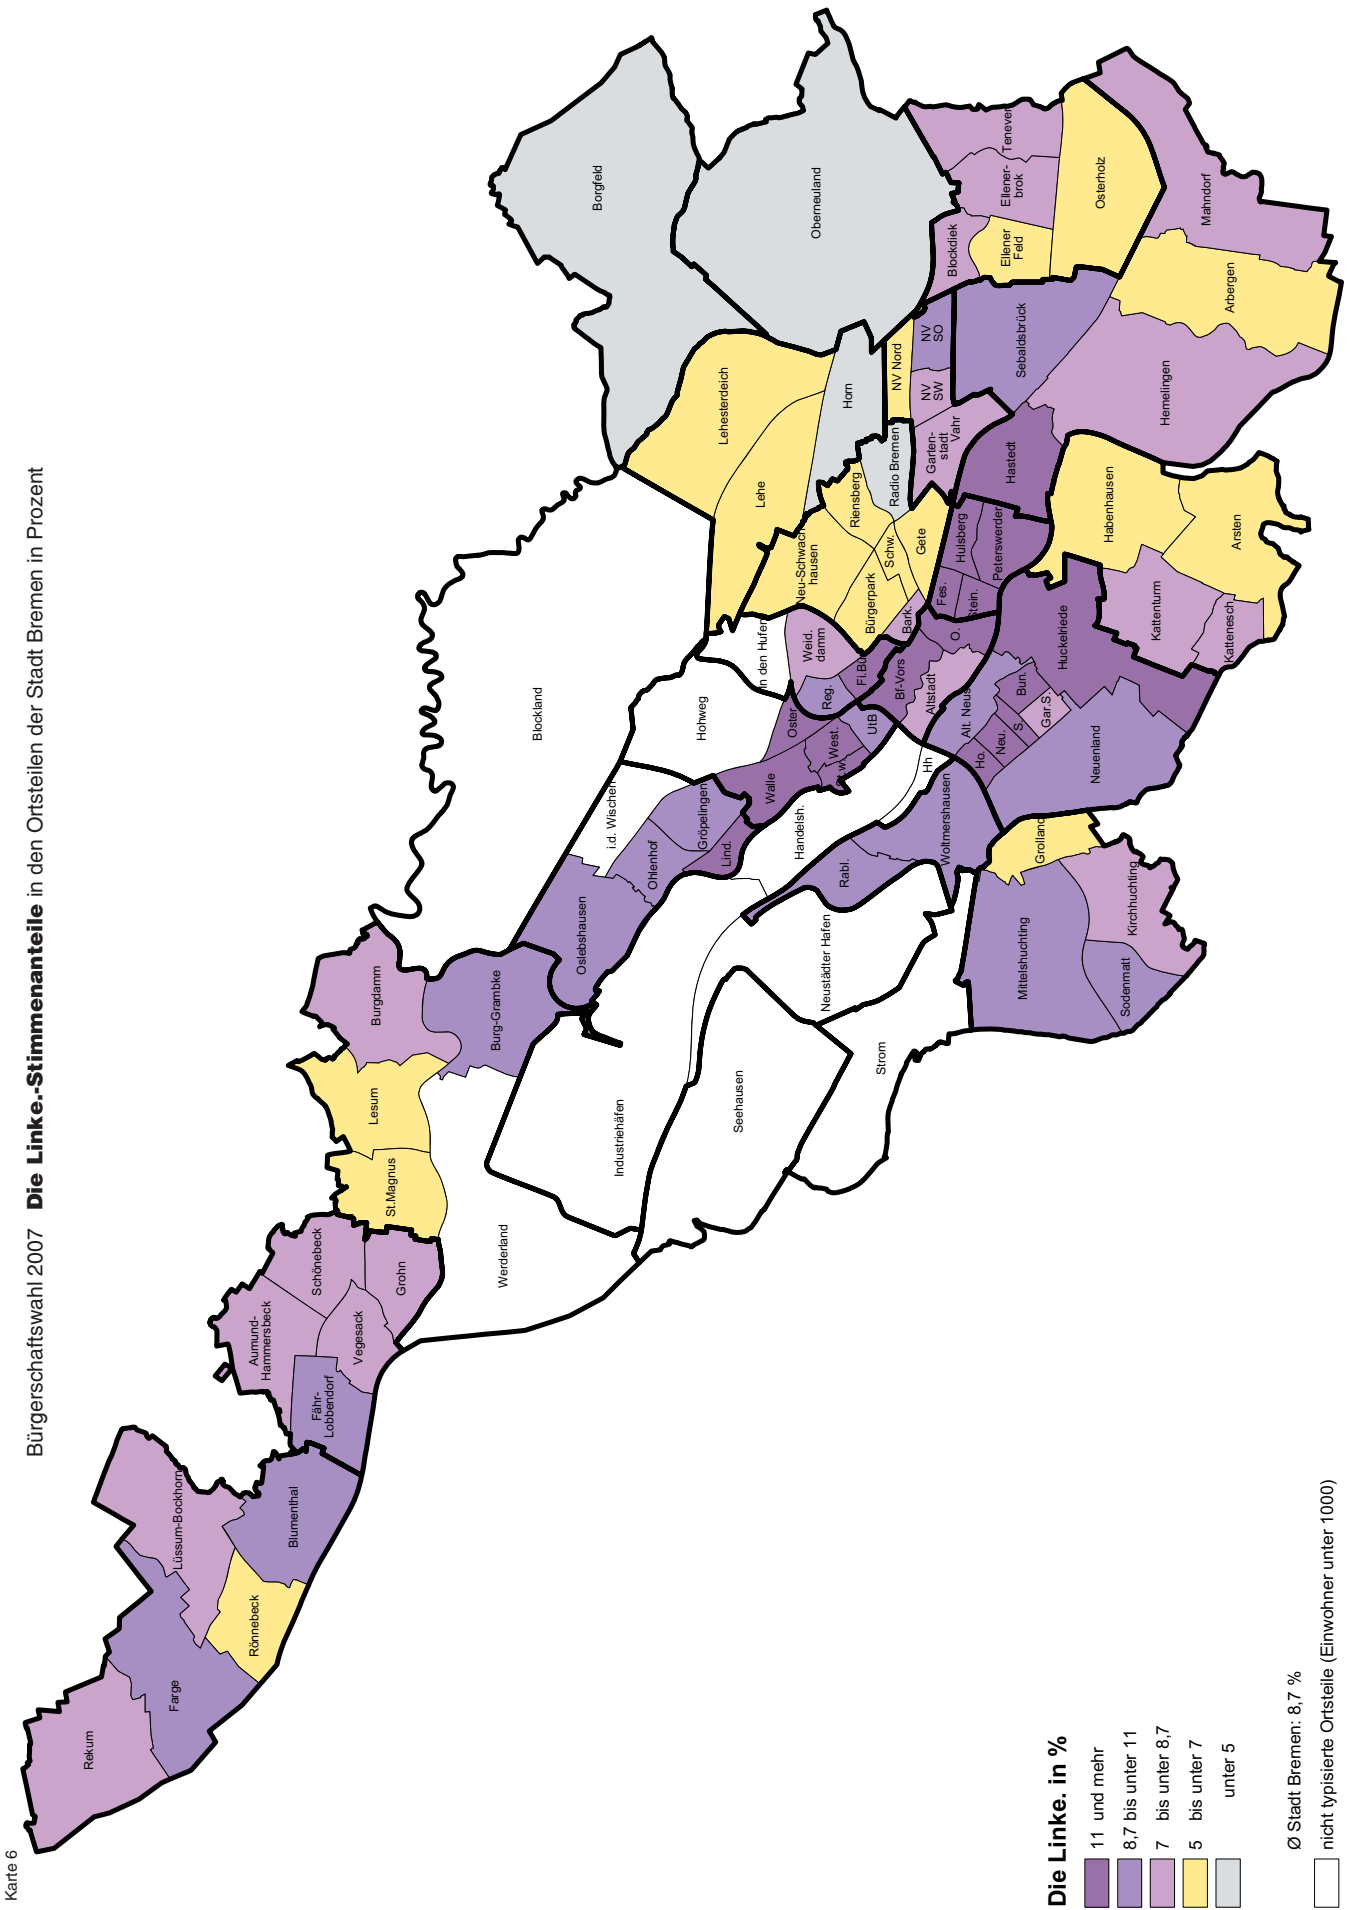 Karte 6
Bürgerschaftswahl 2007 Die Linke.-Stimmenanteile in den Ortsteilen der Stadt Bremen in Prozent
Rekum
Farge
Rönnebeck
Lüssum-Bockhorn
Blumenthal
Fähr-
Lobbendorf
Aumund-
Hammersbeck
Vegesack
Schönebeck
Grohn
St.Magnus
Lesum
Burgdamm
Burg-Grambke
Werderland
Industriehäfen
Seehausen
Strom
Neustädter Hafen
Oslebshausen
Ohlenhof
Gröpelingen
i.d. Wischen
Lind.
Blockland
Hohweg
In den Hufen
Walle
Oster
West.
Handelsh.
Hh
UtB
Reg.
Weid.
damm
Fi.Bü
Bf-Vors
Altstadt
O.
Rabl.
Woltmershausen
Alt. Neus
Ho.
Neu.
S.
Bun.
Gar.S.
Neuenland
Huckelriede
Grolland
Mittelshuchting
Sodenmatt
Kirchhuchting
Kattenturm
Kattenesch
Habenhausen
Arsten
Fes.
Stein.
Hulsberg
Peterswerder
Hastedt
Bark.
Bürgerpark
Schw.
Gete
Neu-Schwach
hausen
Riensberg
Radio Bremen
Lehe
Lehesterdeich
Horn
Borgfeld
Oberneuland
Garten-
stadt
Vahr
NV Nord
NV
SW
NV
SO
Sebaldsbrück
Hemelingen
Arbergen
Mahndorf
Blockdiek
Ellener
Feld
Ellener-
brok
Tenever
Osterholz
Die Linke. in %
11 und mehr
8,7 bis unter 11
7 bis unter 8,7
5 bis unter 7
unter 5
Ø Stadt Bremen: 8,7 %
nicht typisierte Ortsteile (Einwohner unter 1000)